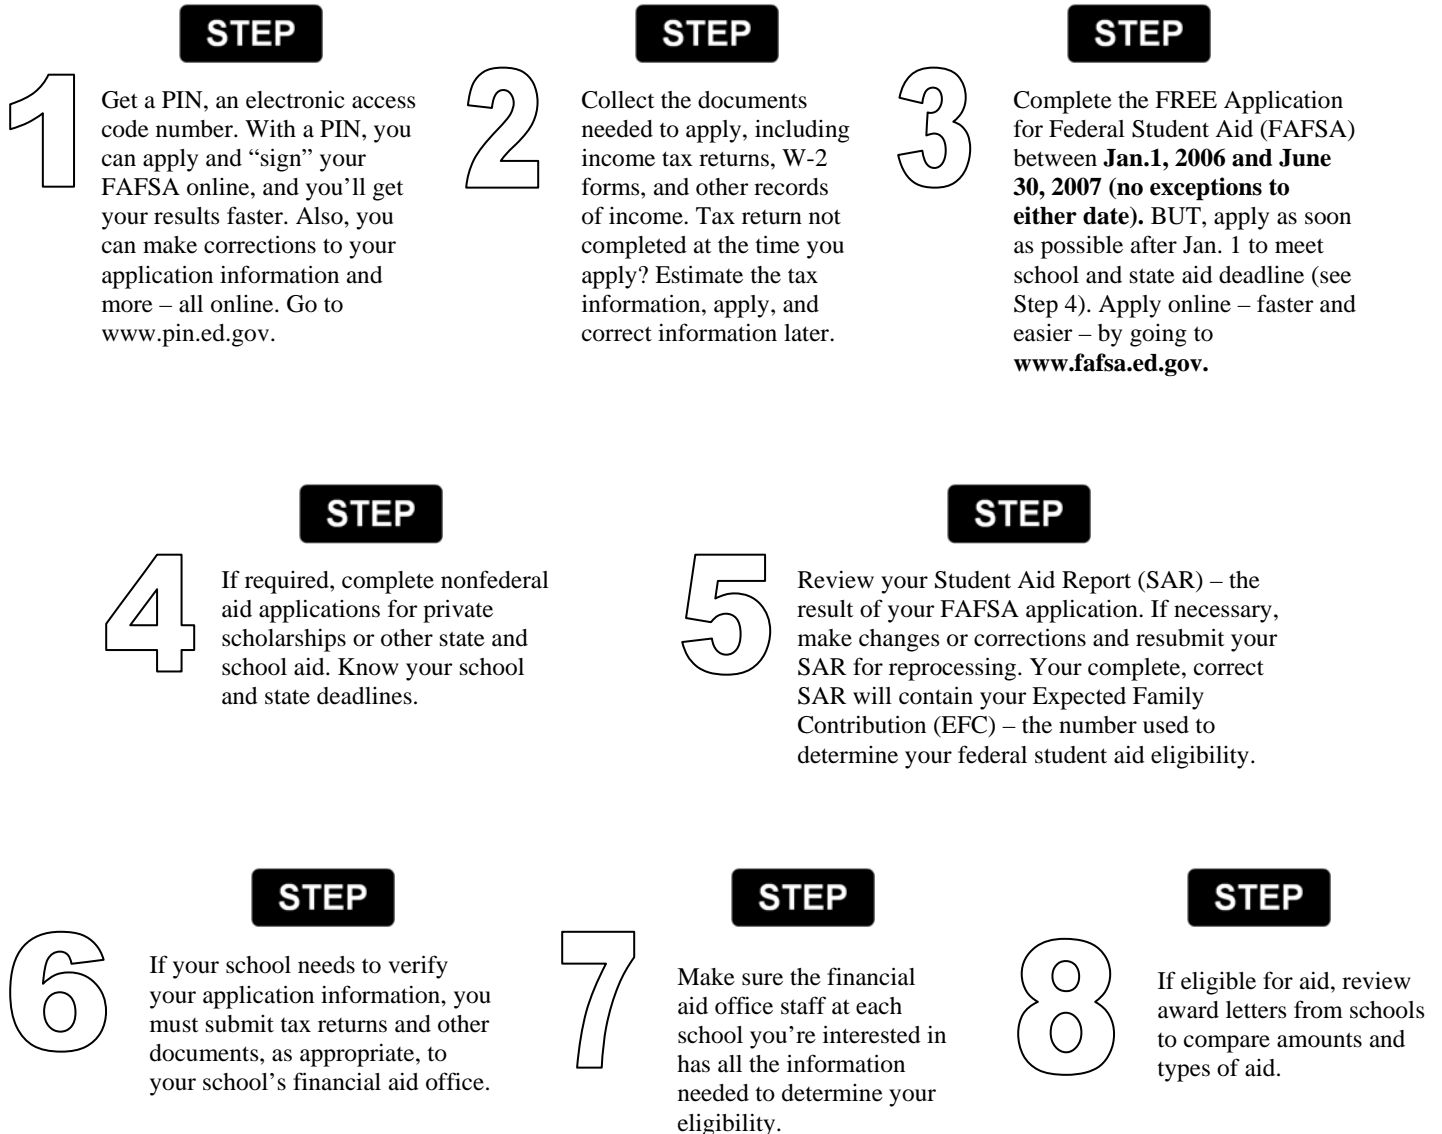 STEP
1
Get a PIN, an electronic access
code number. With a PIN, you
can apply and “sign” your
FAFSA online, and you’ll get
your results faster. Also, you
can make corrections to your
application information and
more – all online. Go to
www.pin.ed.gov.
STEP
2
Collect the documents
needed to apply, including
income tax returns, W-2
forms, and other records
of income. Tax return not
completed at the time you
apply? Estimate the tax
information, apply, and
correct information later.
STEP
3
Complete the FREE Application
for Federal Student Aid (FAFSA)
between Jan.1, 2006 and June
30, 2007 (no exceptions to
either date). BUT, apply as soon
as possible after Jan. 1 to meet
school and state aid deadline (see
Step 4). Apply online – faster and
easier – by going to
www.fafsa.ed.gov.
STEP
4
If required, complete nonfederal
aid applications for private
scholarships or other state and
school aid. Know your school
and state deadlines.
STEP
5
Review your Student Aid Report (SAR) – the
result of your FAFSA application. If necessary,
make changes or corrections and resubmit your
SAR for reprocessing. Your complete, correct
SAR will contain your Expected Family
Contribution (EFC) – the number used to
determine your federal student aid eligibility.
STEP
6
If your school needs to verify
your application information, you
must submit tax returns and other
documents, as appropriate, to
your school’s financial aid office.
STEP
7
Make sure the financial
aid office staff at each
school you’re interested in
has all the information
needed to determine your
eligibility.
STEP
8
If eligible for aid, review
award letters from schools
to compare amounts and
types of aid.